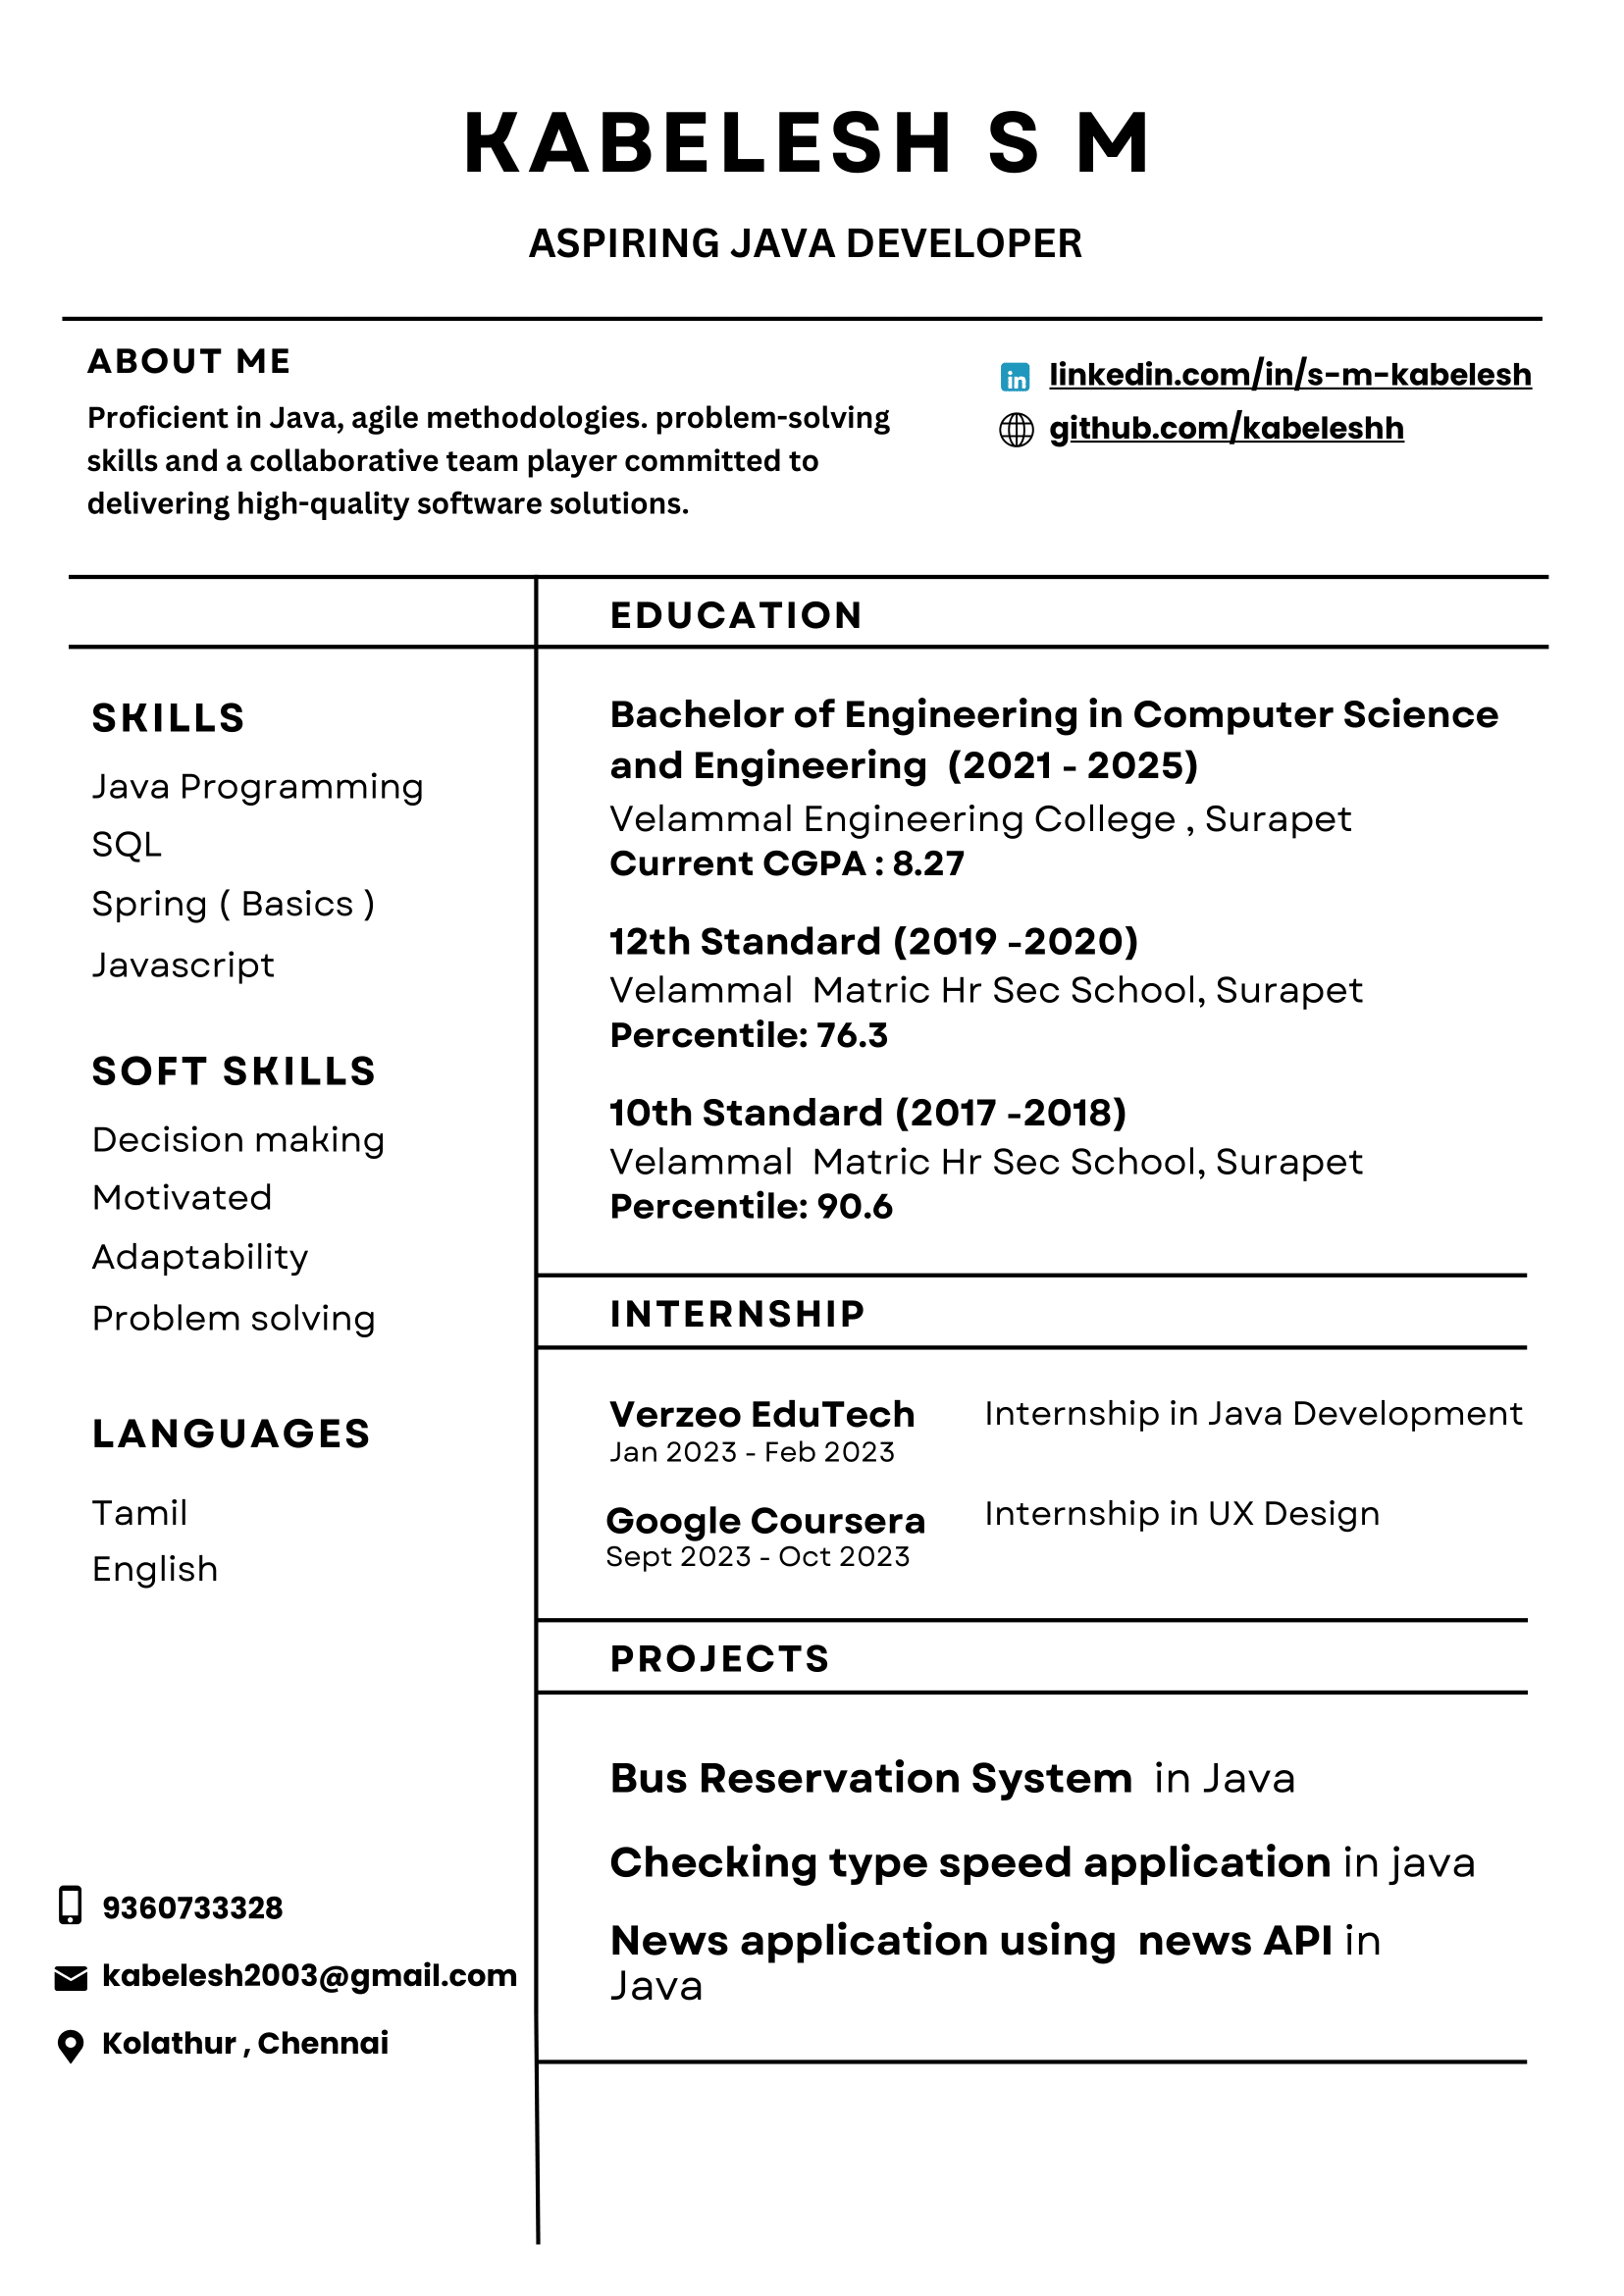 KABELESH S M
ASPIRING JAVA DEVELOPER
ABOUT ME
Proficient in Java, agile methodologies. problem-solving
skills and a collaborative team player committed to
delivering high-quality software solutions.
linkedin.com/in/s-m-kabelesh
github.com/kabeleshh
SKILLS
Java Programming
SQL
Spring ( Basics )
Javascript
SOFT SKILLS
Decision making
Motivated
Adaptability
Problem solving
LANGUAGES
Tamil
English
9360733328
kabelesh2003@gmail.com
Kolathur , Chennai
EDUCATION
Bachelor of Engineering in Computer Science
and Engineering (2021 - 2025)
Velammal Engineering College , Surapet
Current CGPA : 8.27
12th Standard (2019 -2020)
Velammal Matric Hr Sec School, Surapet
Percentile: 76.3
10th Standard (2017 -2018)
Velammal Matric Hr Sec School, Surapet
Percentile: 90.6
INTERNSHIP
Verzeo EduTech Internship in Java Development
Jan 2023 - Feb 2023
Google Coursera Internship in UX Design
Sept 2023 - Oct 2023
PROJECTS
Bus Reservation System in Java
Checking type speed application in java
News application using news API in
Java